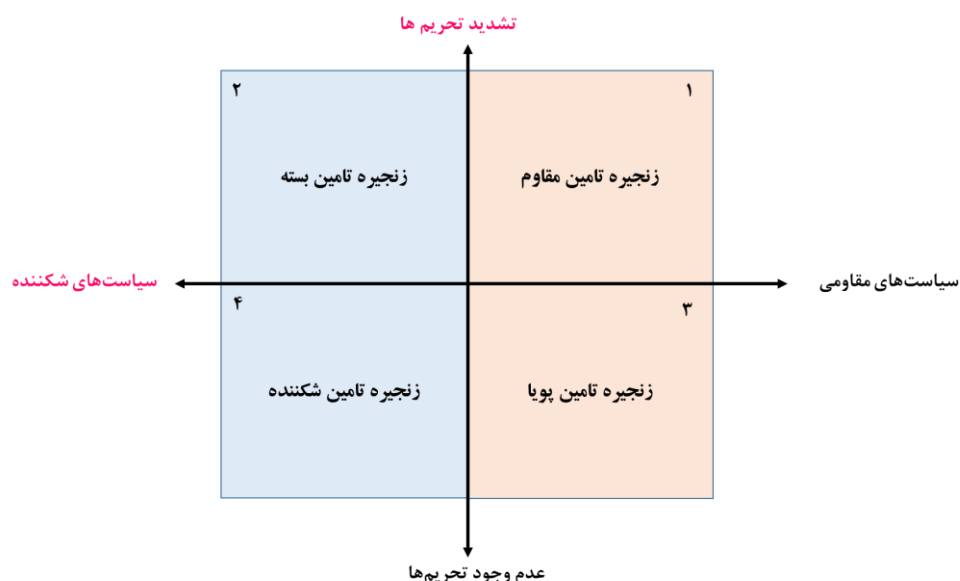 تشدید تحریم ها
۱
۲
زنجیره تامین مقاوم
زنجیره تامین بسته
سیاست‌های مقاومی
سیاست‌های شکننده
۳
۴
زنجیره تامین پویا
زنجیره تامین شکننده
عدم وجود تحریم‌ها